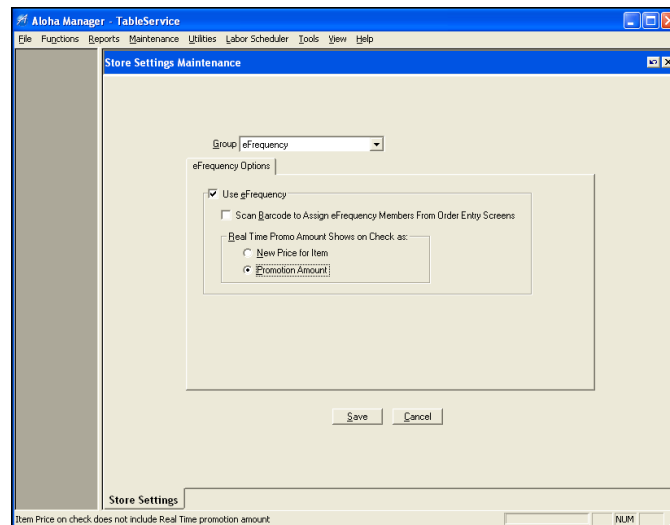 Aloha Manager - TableService
File Functions Reports Maintenance Utilities Labor Scheduler Tools View Help
Store Settings Maintenance
Group eFrequency
eFrequency Options
Use eFrequency
Scan Barcode to Assign eFrequency Members From Order Entry Screens
Real Time Promo Amount Shows on Check as:
New Price for Item
Promotion Amount
Save Cancel
Store Settings
Item Price on check does not include Real Time promotion amount NUM